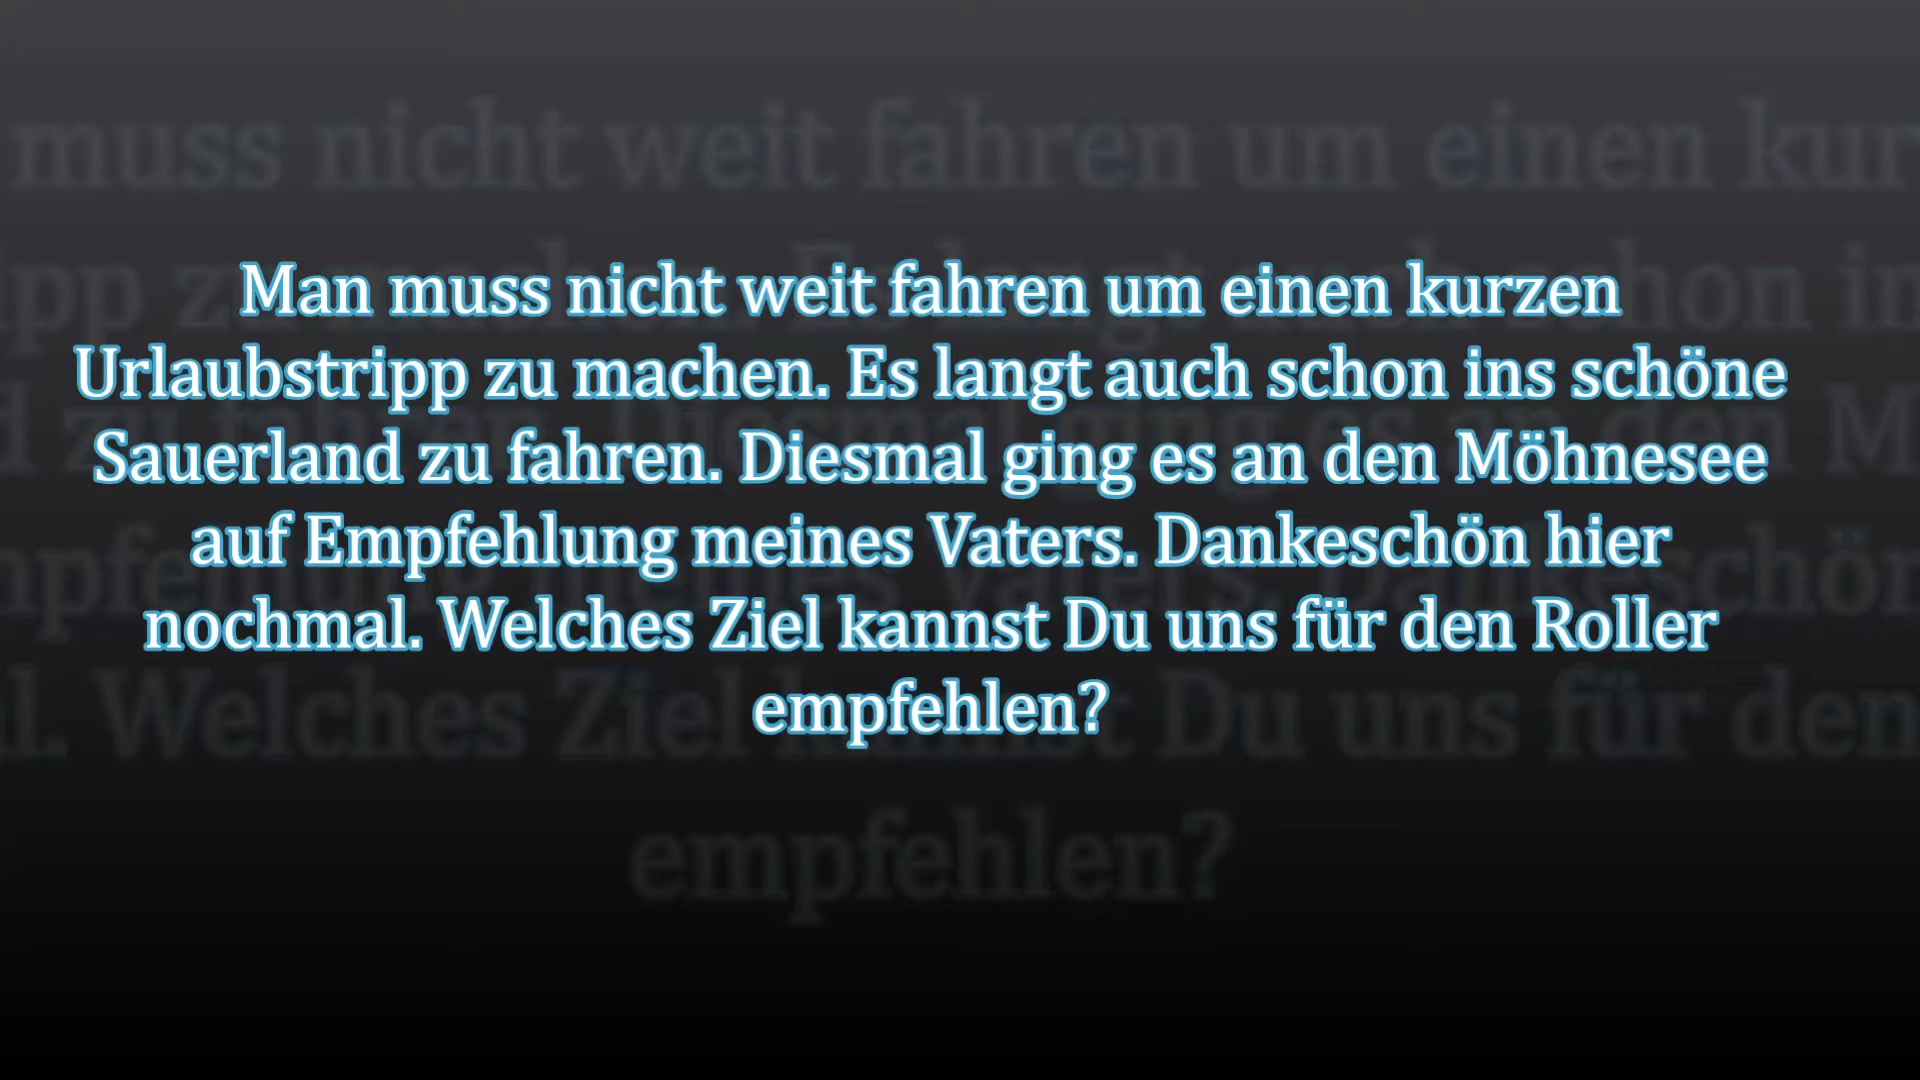 Man muss nicht weit fahren um einen kurzen
Urlaubstripp zu machen. Es langt auch schon ins schöne
Sauerland zu fahren. Diesmal ging es an den Möhnesee
auf Empfehlung meines Vaters. Dankeschön hier
nochmal. Welches Ziel kannst Du uns für den Roller
empfehlen?